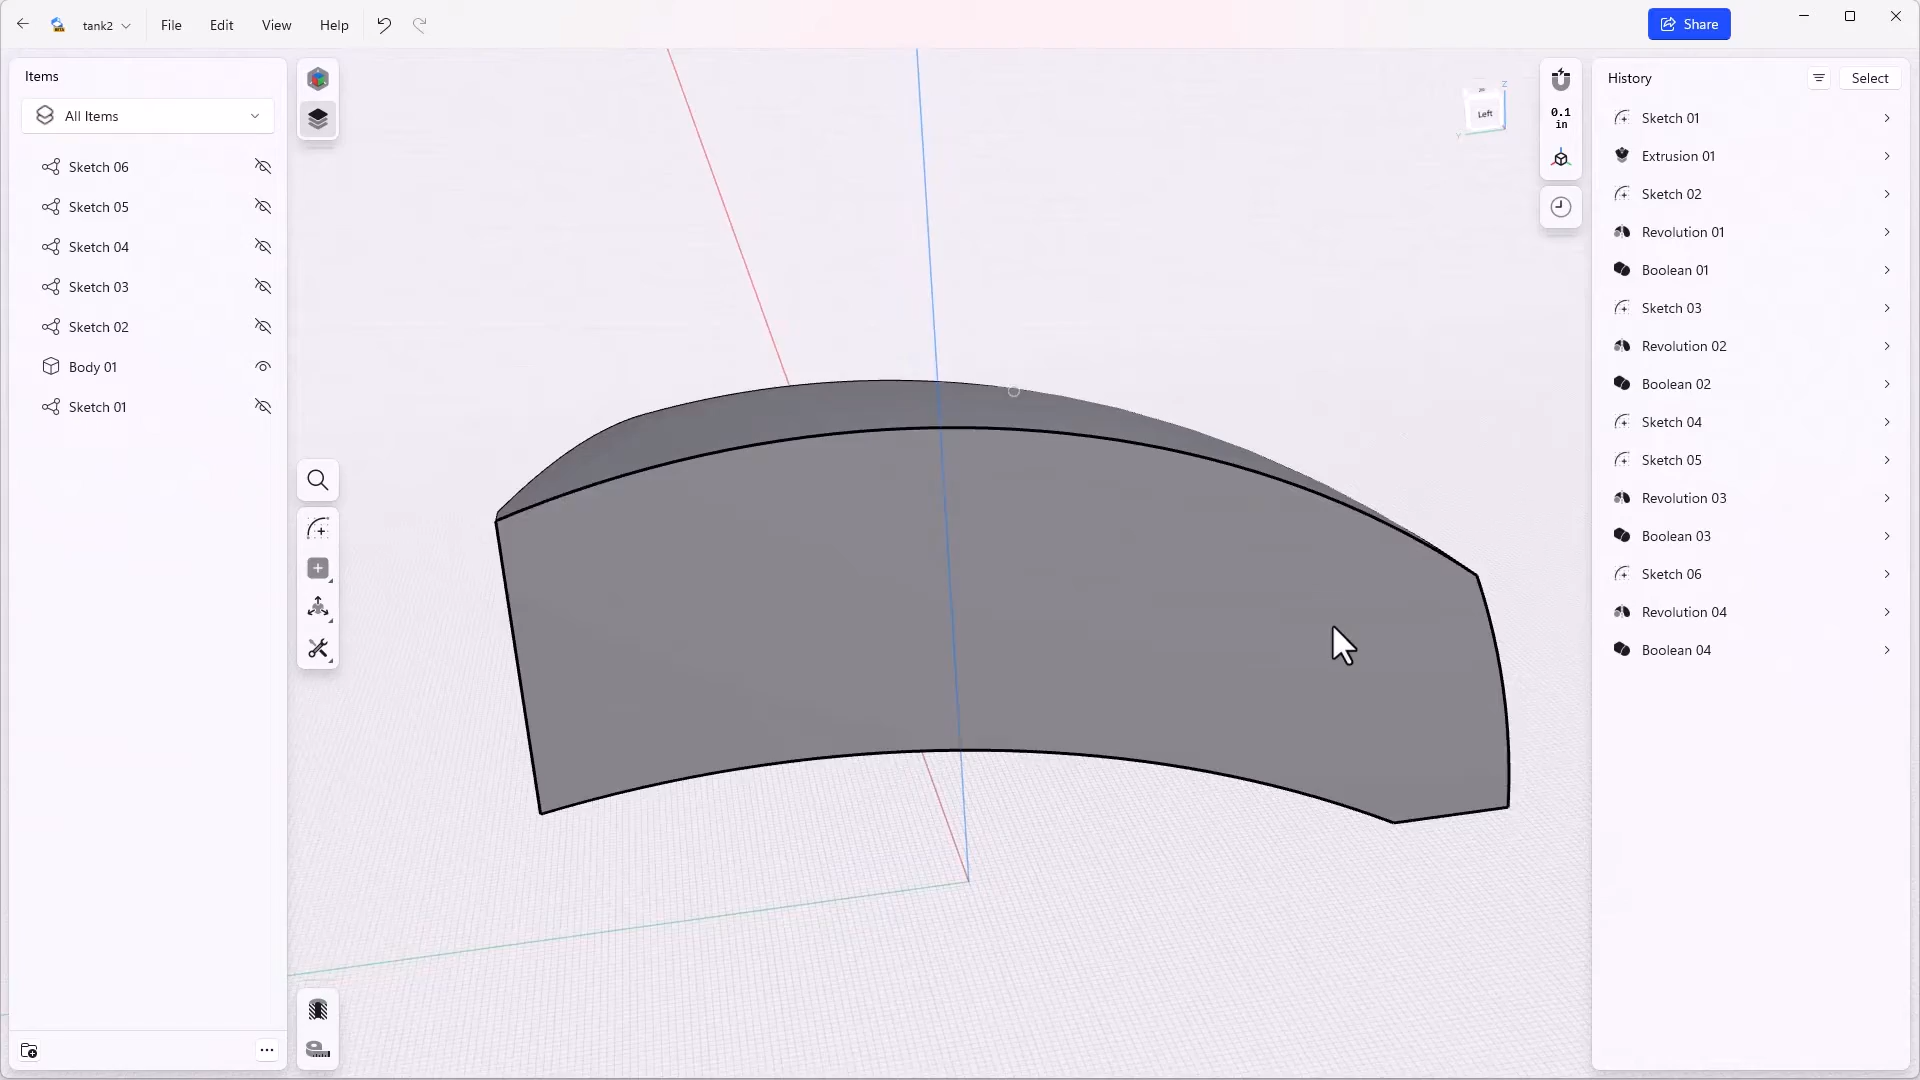 tank2
File
Edit
View
Help
Share
Items
All Items
Sketch 06
Sketch 05
Sketch 04
Sketch 03
Sketch 02
Body 01
Sketch 01
Left
Z
Y
0.1
in
History
Select
Sketch 01
Extrusion 01
Sketch 02
Revolution 01
Boolean 01
Sketch 03
Revolution 02
Boolean 02
Sketch 04
Sketch 05
Revolution 03
Boolean 03
Sketch 06
Revolution 04
Boolean 04